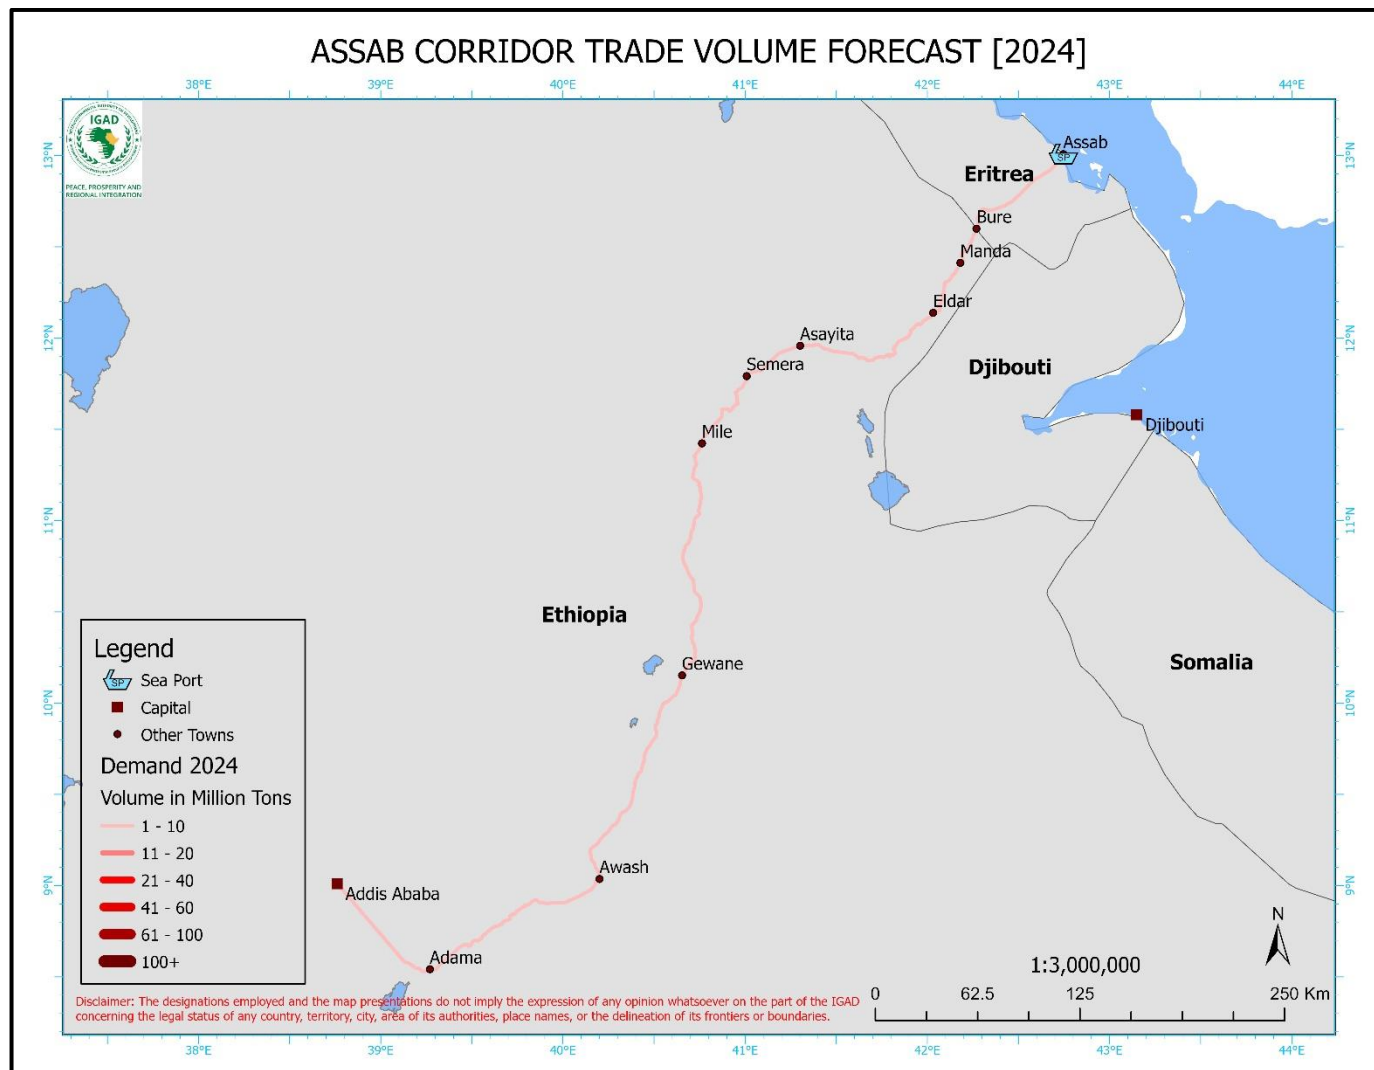 ASSAB CORRIDOR TRADE VOLUME FORECAST [2024]
38°E 39°E 40°E 41°E 42°E 43°E 44°E
IGAD
PEACE, PROSPERITY AND
REGIONAL INTEGRATION
13°N 13°N
Assab
SP
Eritrea
Bure
Manda
Eldar
12°N 12°N
Asayita
Semera
Djibouti
Mile
Djibouti
11°N 11°N
Ethiopia
Somalia
Gewane
10°N 10°N
Awash
9°N 9°N
Addis Ababa
Adama
Legend
SP Sea Port
Capital
Other Towns
Demand 2024
Volume in Million Tons
1 - 10
11 - 20
21 - 40
41 - 60
61 - 100
100+
N
1:3,000,000
0 62.5 125 250 Km
Disclaimer: The designations employed and the map presentations do not imply the expression of any opinion whatsoever on the part of the IGAD
concerning the legal status of any country, territory, city, area of its authorities, place names, or the delineation of its frontiers or boundaries.
38°E 39°E 40°E 41°E 42°E 43°E 44°E